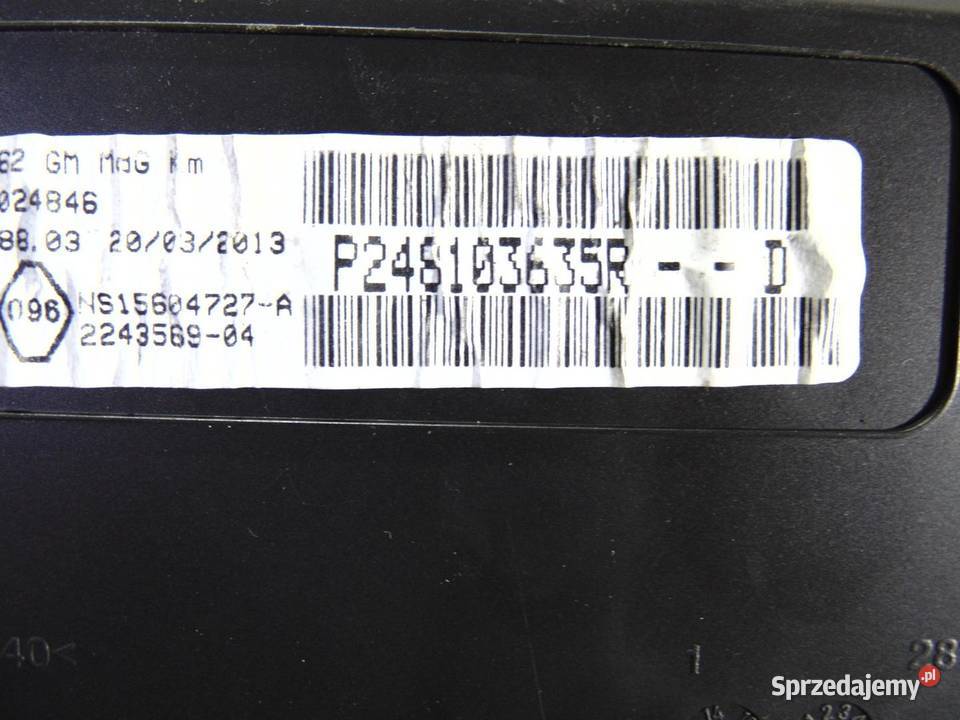 62 GM MdG Km
024846
88.03 20/03/2013
096
NS15604727-A
2243569-04
P248103635R -- D
40<
1
28
Sprzedajemy.pl